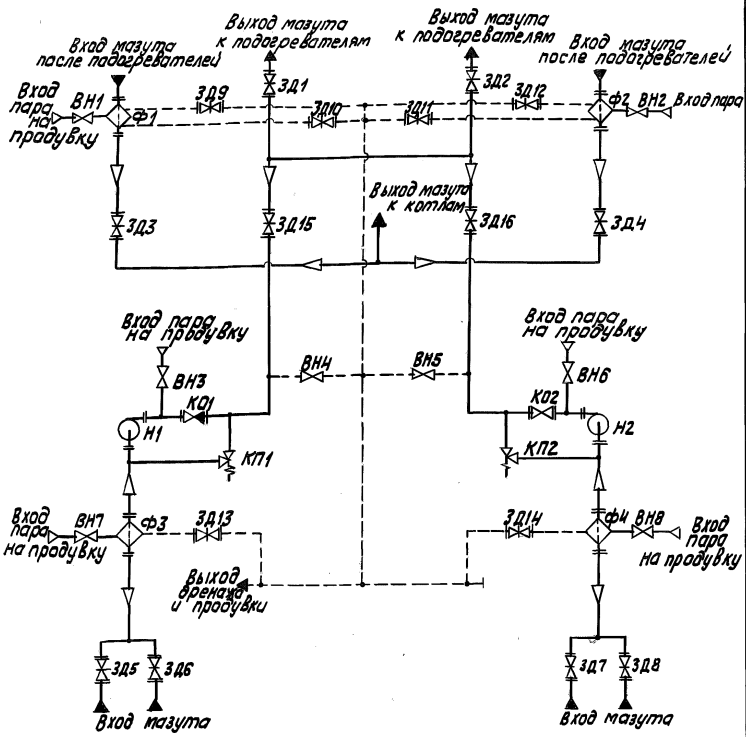 Вход мазута
после подогревателей
Выход мазута
к подогревателям
Выход мазута
к подогревателям
Вход
мазута
после подогревателей
Вход
пара
на
продувку
ВН1
Ф1
ЗД9
ЗД1
ЗД10
ЗД11
ЗД2
ЗД12
Ф2
ВН2
Вход пара
ЗД3
ЗД15
Выход мазута
к котлам
ЗД16
ЗД4
Вход пара
на продувку
ВН3
КО1
Н1
КП1
ВН4
ВН5
Вход пара
на продувку
ВН6
КО2
Н2
КП2
Вход
пара
на продувку
ВН7
Ф3
ЗД13
ЗД14
Ф4
ВН8
Вход
пара
на продувку
Выход
дренажа
и продувки
ЗД5
ЗД6
Вход мазута
ЗД7
ЗД8
Вход мазута